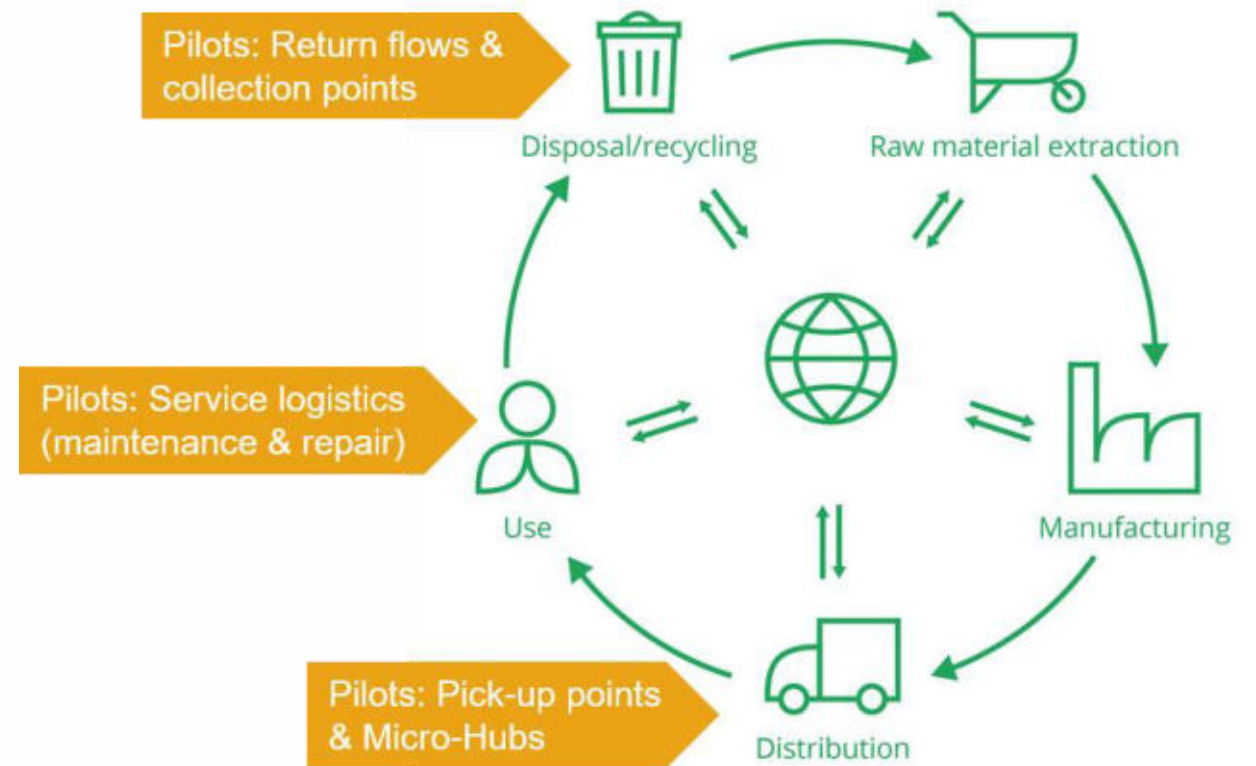 Pilots: Return flows &
collection points
Disposal/recycling
Raw material extraction
Pilots: Service logistics
(maintenance & repair)
Use
Manufacturing
Pilots: Pick-up points
& Micro-Hubs
Distribution